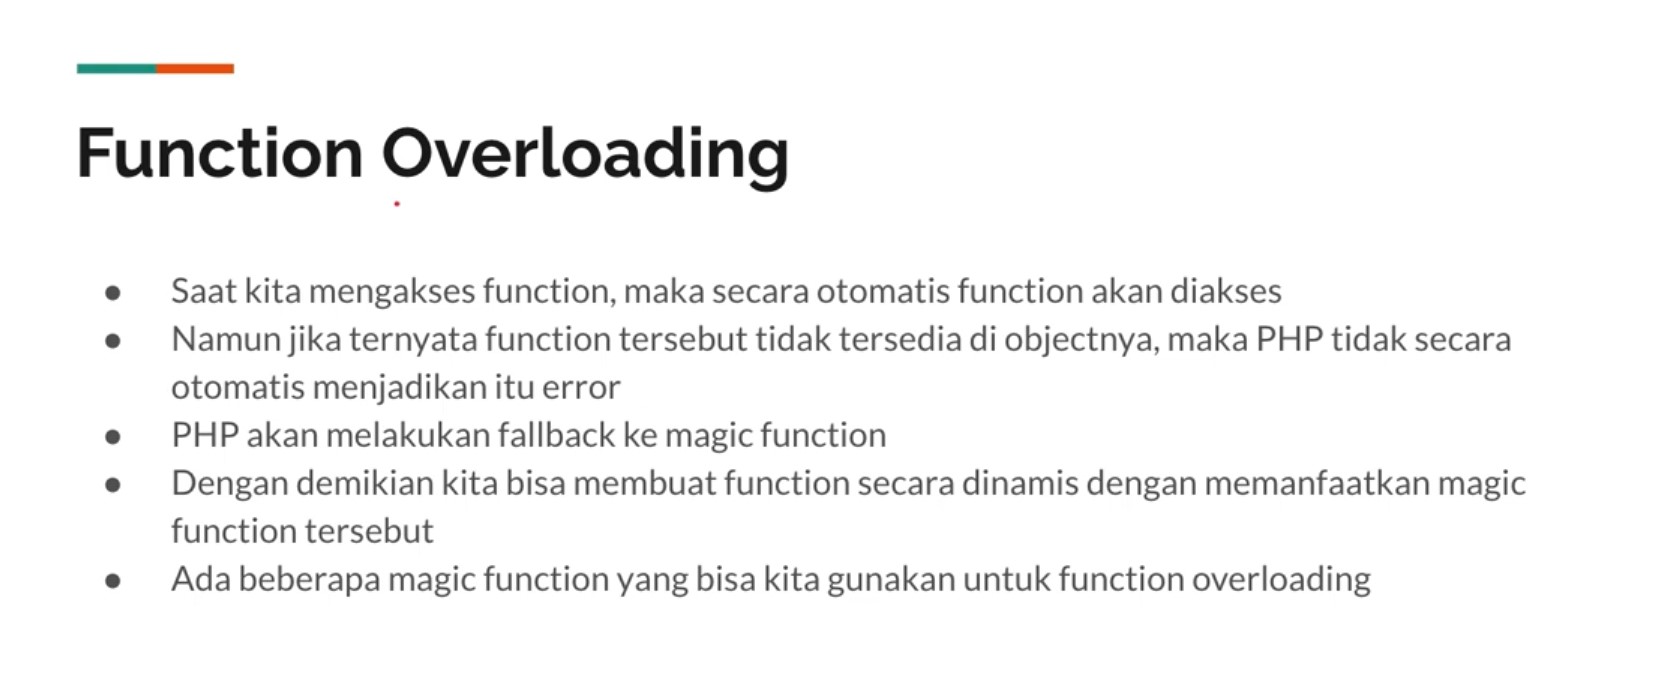 Function Overloading
● Saat kita mengakses function, maka secara otomatis function akan diakses
● Namun jika ternyata function tersebut tidak tersedia di objectnya, maka PHP tidak secara
otomatis menjadikan itu error
● PHP akan melakukan fallback ke magic function
● Dengan demikian kita bisa membuat function secara dinamis dengan memanfaatkan magic
function tersebut
● Ada beberapa magic function yang bisa kita gunakan untuk function overloading